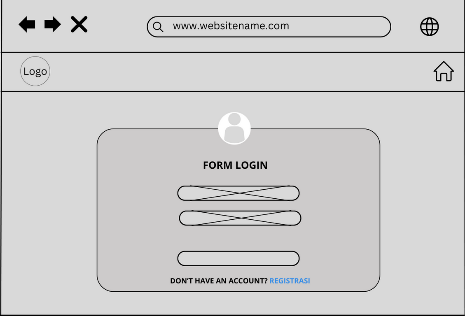 www.websitename.com
Logo
FORM LOGIN
DON'T HAVE AN ACCOUNT? REGISTRASI